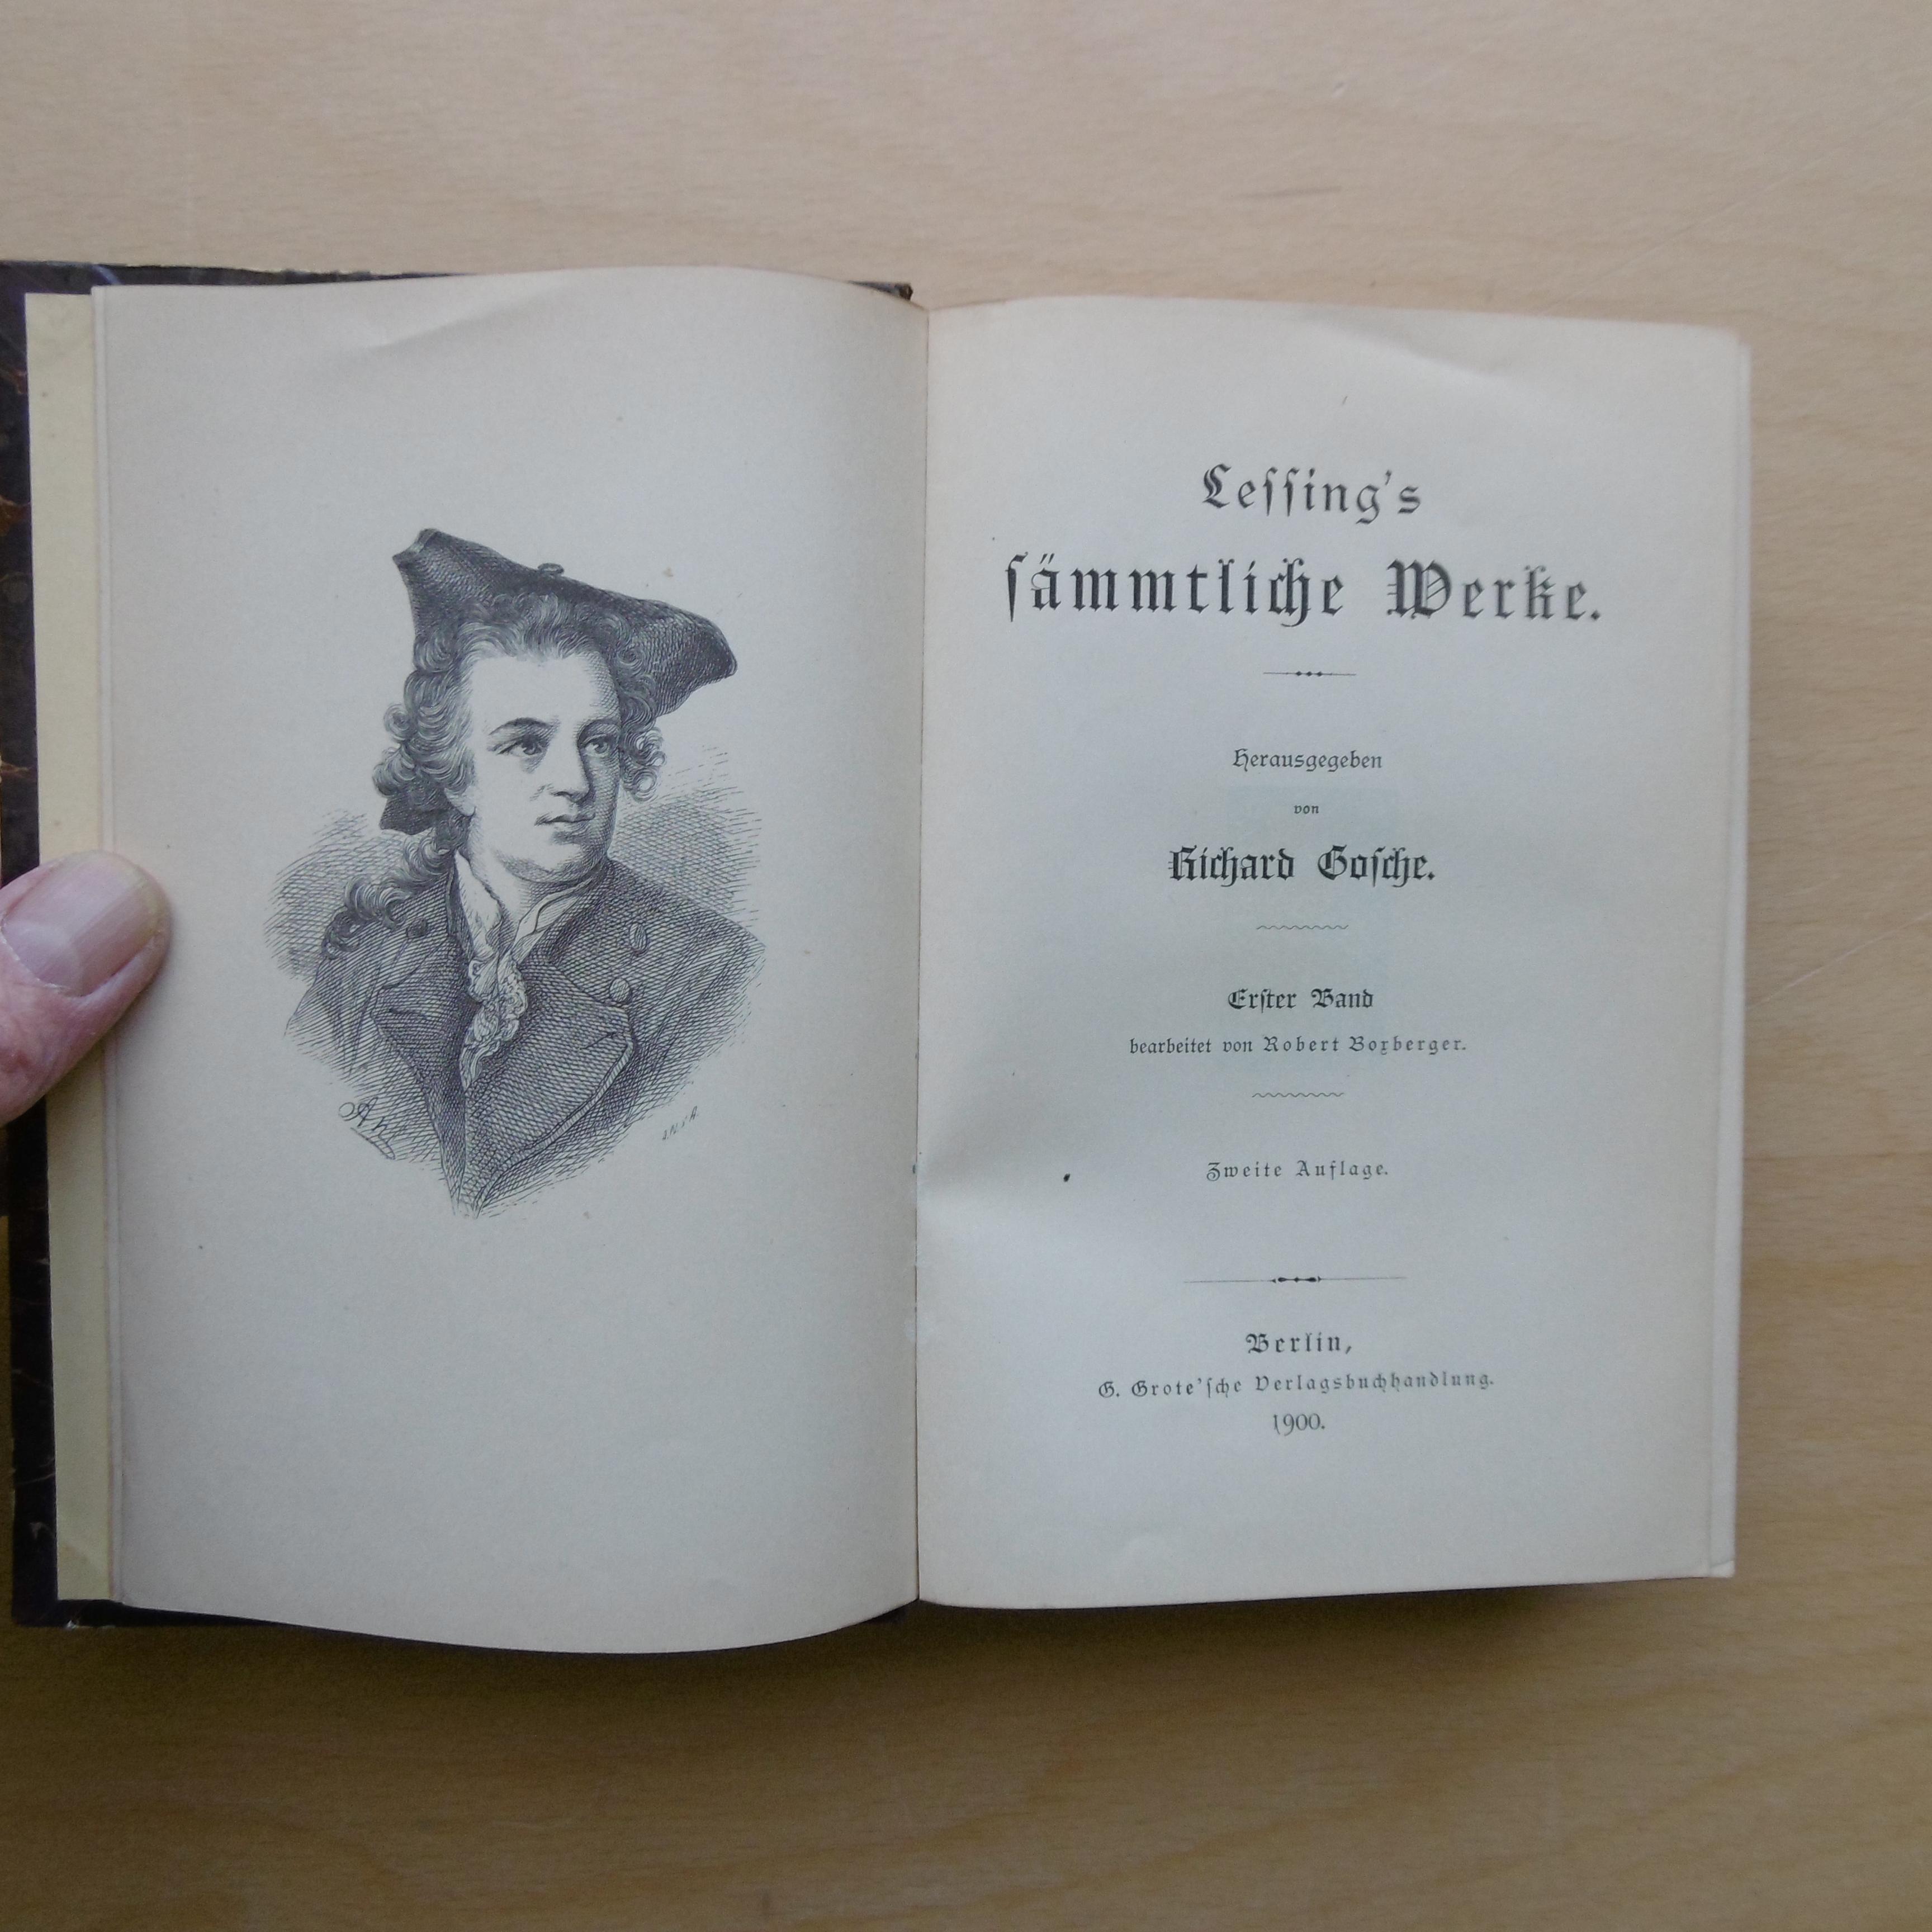 Leſſing's
ſämmtliche Werke.
Herausgegeben
von
Richard Goſche.
Erſter Band
bearbeitet von Robert Boxberger.
Zweite Auflage.
Berlin,
G. Grote'ſche Verlagsbuchhandlung.
1900.